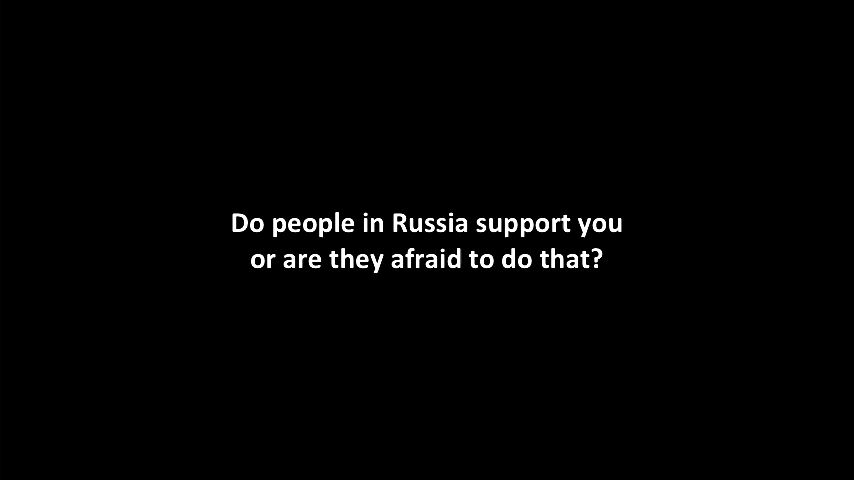 Do people in Russia support you
or are they afraid to do that?